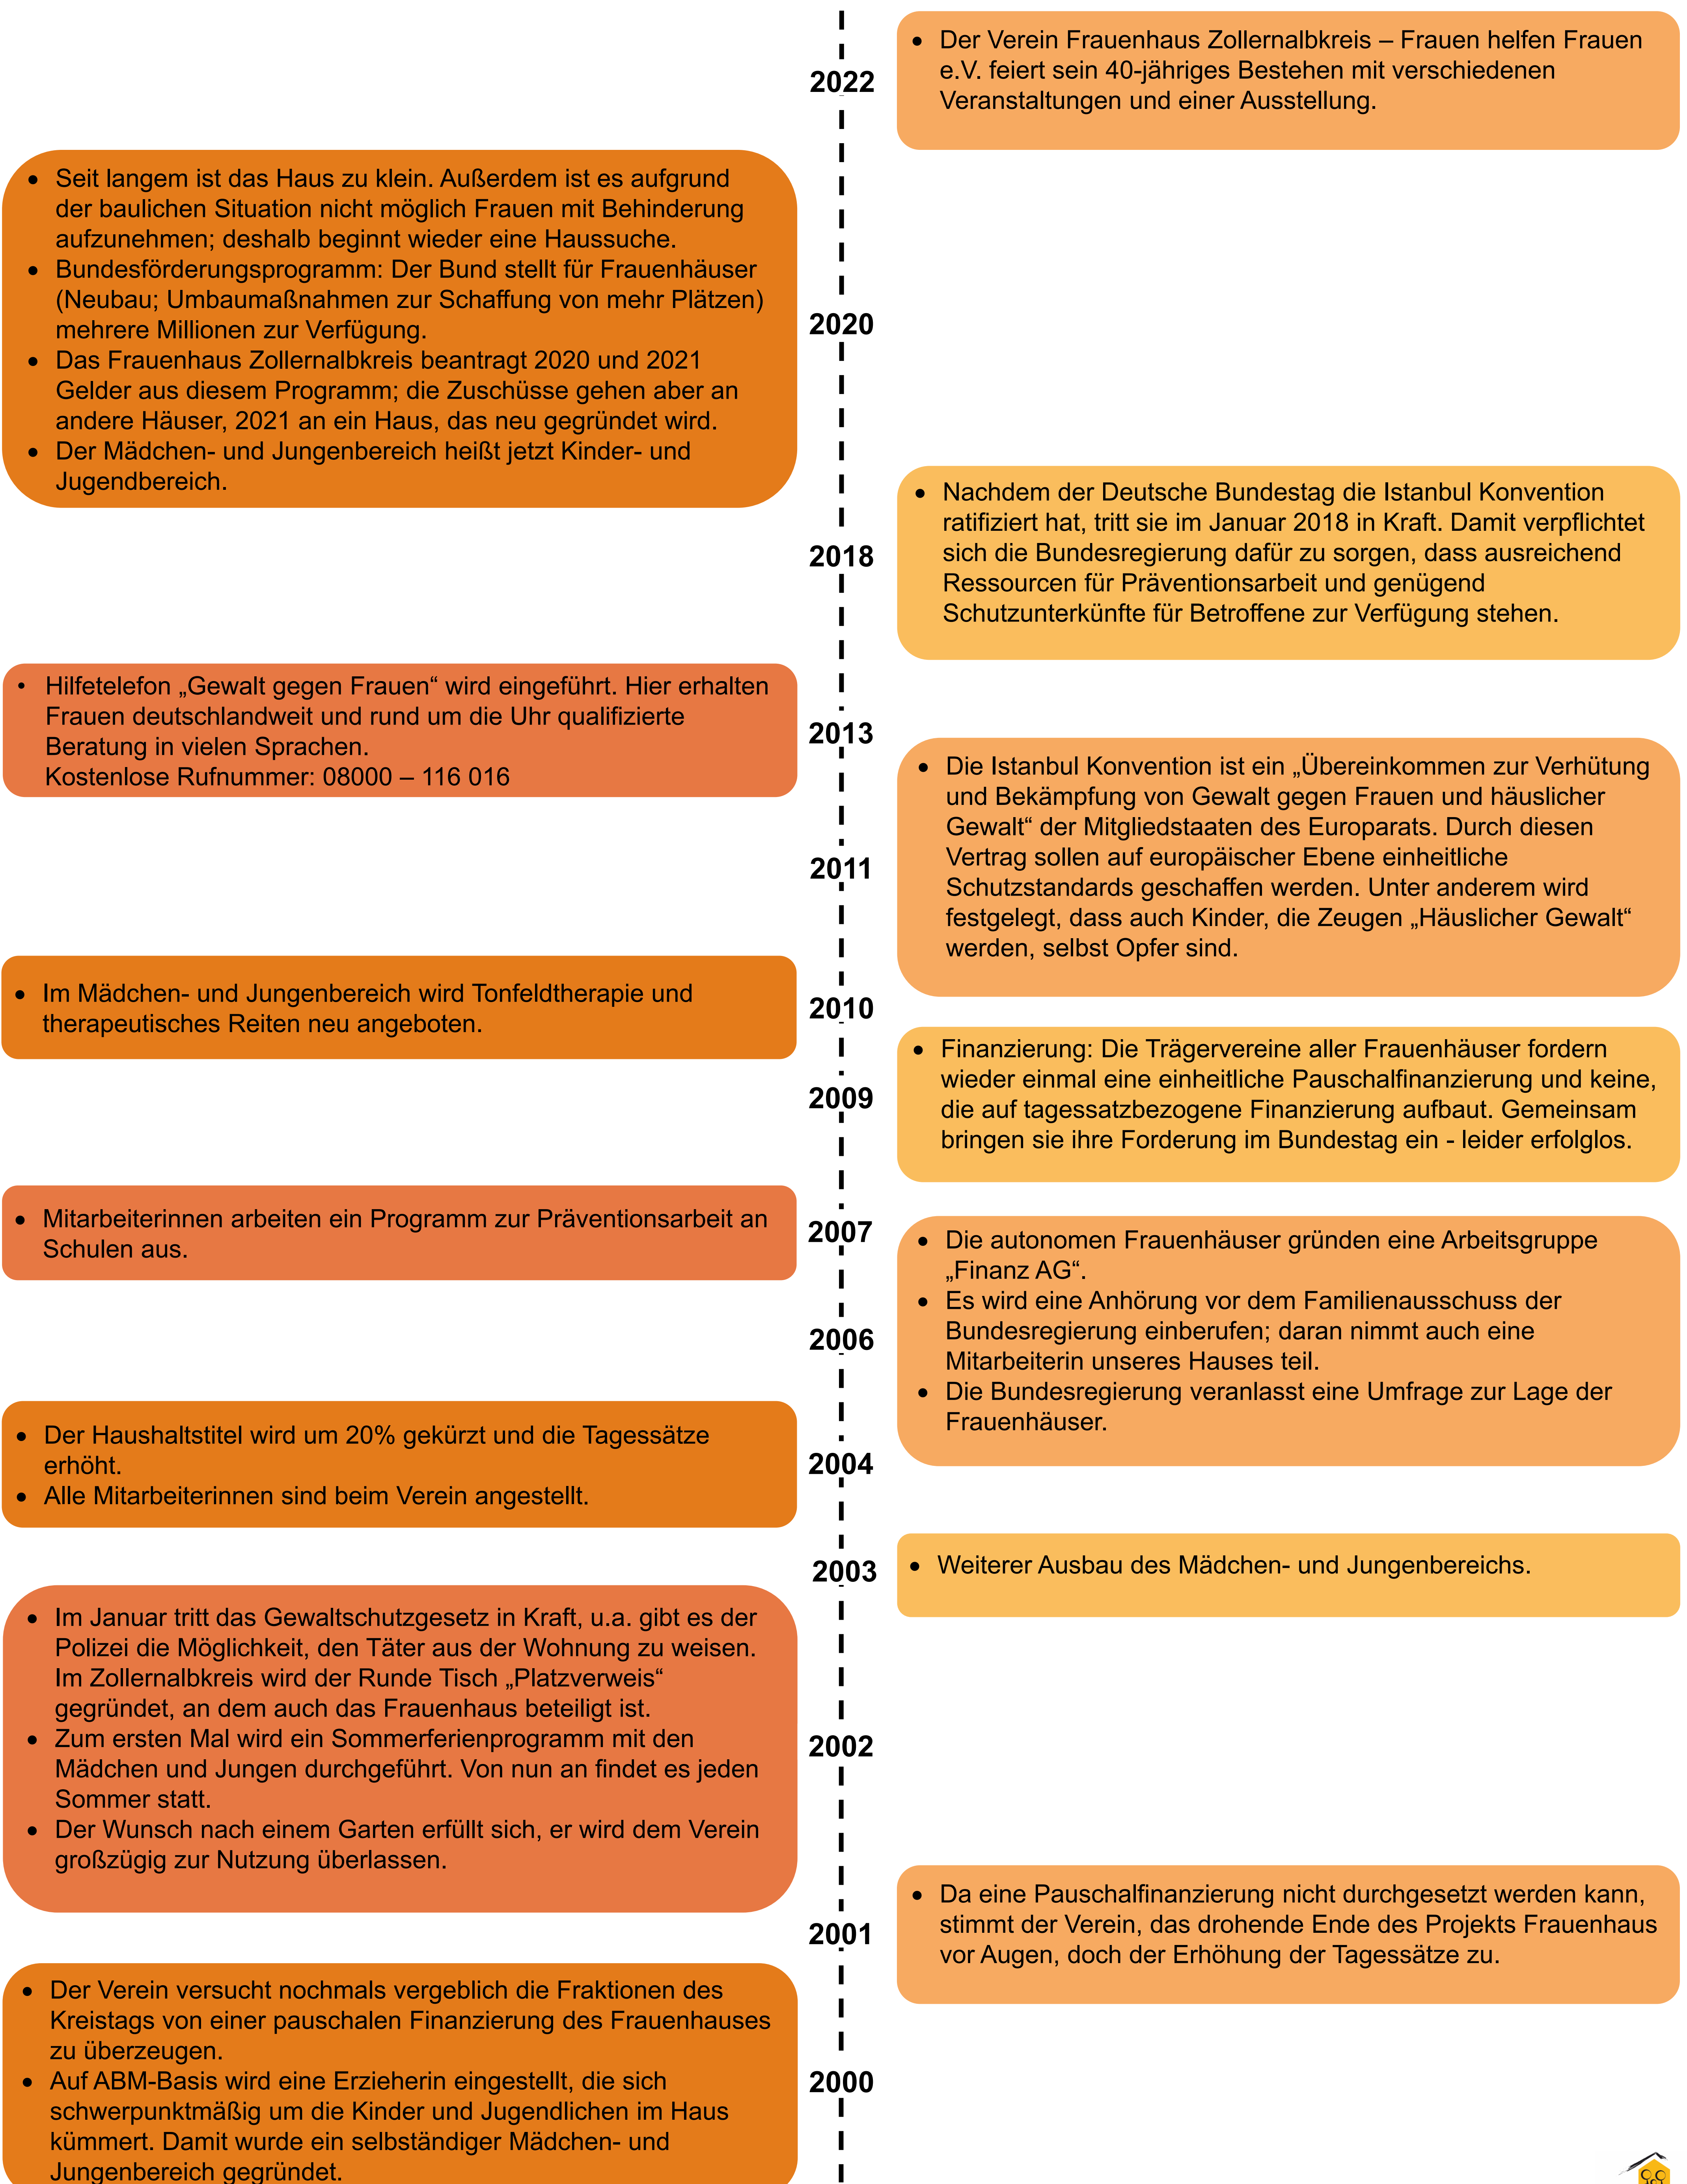 2022
• Der Verein Frauenhaus Zollernalbkreis – Frauen helfen Frauen
e.V. feiert sein 40-jähriges Bestehen mit verschiedenen
Veranstaltungen und einer Ausstellung.
2020
• Seit langem ist das Haus zu klein. Außerdem ist es aufgrund
der baulichen Situation nicht möglich Frauen mit Behinderung
aufzunehmen; deshalb beginnt wieder eine Haussuche.
• Bundesförderungsprogramm: Der Bund stellt für Frauenhäuser
(Neubau; Umbaumaßnahmen zur Schaffung von mehr Plätzen)
mehrere Millionen zur Verfügung.
• Das Frauenhaus Zollernalbkreis beantragt 2020 und 2021
Gelder aus diesem Programm; die Zuschüsse gehen aber an
andere Häuser, 2021 an ein Haus, das neu gegründet wird.
• Der Mädchen- und Jungenbereich heißt jetzt Kinder- und
Jugendbereich.
2018
• Nachdem der Deutsche Bundestag die Istanbul Konvention
ratifiziert hat, tritt sie im Januar 2018 in Kraft. Damit verpflichtet
sich die Bundesregierung dafür zu sorgen, dass ausreichend
Ressourcen für Präventionsarbeit und genügend
Schutzunterkünfte für Betroffene zur Verfügung stehen.
2013
• Hilfetelefon „Gewalt gegen Frauen“ wird eingeführt. Hier erhalten
Frauen deutschlandweit und rund um die Uhr qualifizierte
Beratung in vielen Sprachen.
Kostenlose Rufnummer: 08000 – 116 016
2011
• Die Istanbul Konvention ist ein „Übereinkommen zur Verhütung
und Bekämpfung von Gewalt gegen Frauen und häuslicher
Gewalt“ der Mitgliedstaaten des Europarats. Durch diesen
Vertrag sollen auf europäischer Ebene einheitliche
Schutzstandards geschaffen werden. Unter anderem wird
festgelegt, dass auch Kinder, die Zeugen „Häuslicher Gewalt“
werden, selbst Opfer sind.
2010
• Im Mädchen- und Jungenbereich wird Tonfeldtherapie und
therapeutisches Reiten neu angeboten.
2009
• Finanzierung: Die Trägervereine aller Frauenhäuser fordern
wieder einmal eine einheitliche Pauschalfinanzierung und keine,
die auf tagessatzbezogene Finanzierung aufbaut. Gemeinsam
bringen sie ihre Forderung im Bundestag ein - leider erfolglos.
2007
• Mitarbeiterinnen arbeiten ein Programm zur Präventionsarbeit an
Schulen aus.
2006
• Die autonomen Frauenhäuser gründen eine Arbeitsgruppe
„Finanz AG“.
• Es wird eine Anhörung vor dem Familienausschuss der
Bundesregierung einberufen; daran nimmt auch eine
Mitarbeiterin unseres Hauses teil.
• Die Bundesregierung veranlasst eine Umfrage zur Lage der
Frauenhäuser.
2004
• Der Haushaltstitel wird um 20% gekürzt und die Tagessätze
erhöht.
• Alle Mitarbeiterinnen sind beim Verein angestellt.
2003
• Weiterer Ausbau des Mädchen- und Jungenbereichs.
2002
• Im Januar tritt das Gewaltschutzgesetz in Kraft, u.a. gibt es der
Polizei die Möglichkeit, den Täter aus der Wohnung zu weisen.
Im Zollernalbkreis wird der Runde Tisch „Platzverweis“
gegründet, an dem auch das Frauenhaus beteiligt ist.
• Zum ersten Mal wird ein Sommerferienprogramm mit den
Mädchen und Jungen durchgeführt. Von nun an findet es jeden
Sommer statt.
• Der Wunsch nach einem Garten erfüllt sich, er wird dem Verein
großzügig zur Nutzung überlassen.
2001
• Da eine Pauschalfinanzierung nicht durchgesetzt werden kann,
stimmt der Verein, das drohende Ende des Projekts Frauenhaus
vor Augen, doch der Erhöhung der Tagessätze zu.
2000
• Der Verein versucht nochmals vergeblich die Fraktionen des
Kreistags von einer pauschalen Finanzierung des Frauenhauses
zu überzeugen.
• Auf ABM-Basis wird eine Erzieherin eingestellt, die sich
schwerpunktmäßig um die Kinder und Jugendlichen im Haus
kümmert. Damit wurde ein selbständiger Mädchen- und
Jungenbereich gegründet.